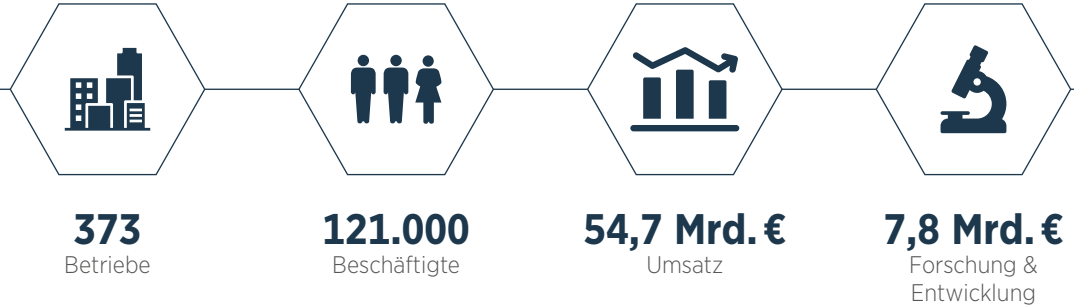 373
Betriebe
121.000
Beschäftigte
54,7 Mrd. €
Umsatz
7,8 Mrd. €
Forschung &
Entwicklung